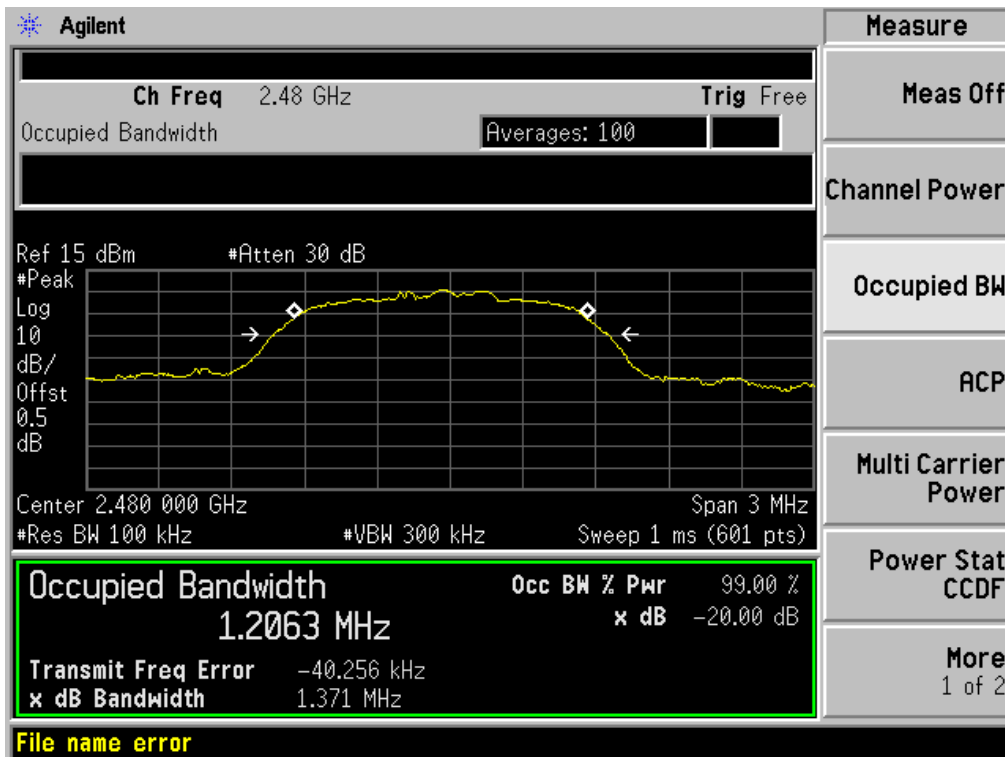 Agilent
Measure
Ch Freq 2.48 GHz Trig Free
Occupied Bandwidth Averages: 100
Ref 15 dBm #Atten 30 dB
#Peak
Log
10
dB/
Offst
0.5
dB
Center 2.480 000 GHz Span 3 MHz
#Res BW 100 kHz #VBW 300 kHz Sweep 1 ms (601 pts)
Occupied Bandwidth Occ BW % Pwr 99.00 %
1.2063 MHz x dB -20.00 dB
Transmit Freq Error -40.256 kHz
x dB Bandwidth 1.371 MHz
File name error
Meas Off
Channel Power
Occupied BW
ACP
Multi Carrier
Power
Power Stat
CCDF
More
1 of 2